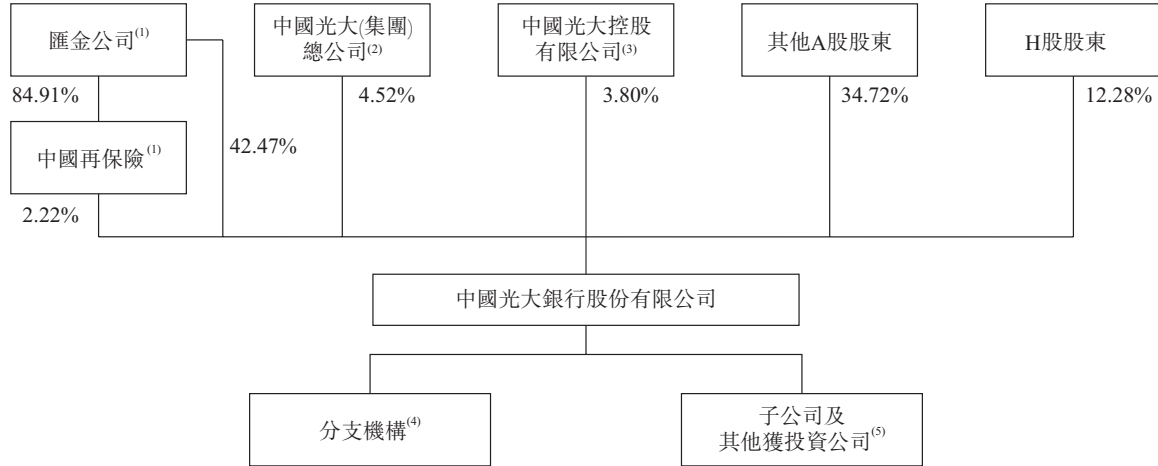 匯金公司(1)
中國光大(集團)
總公司(2)
中國光大控股
有限公司(3)
其他A股股東
H股股東
84.91%
4.52%
3.80%
34.72%
12.28%
中國再保險(1)
42.47%
2.22%
中國光大銀行股份有限公司
分支機構(4)
子公司及
其他獲投資公司(5)